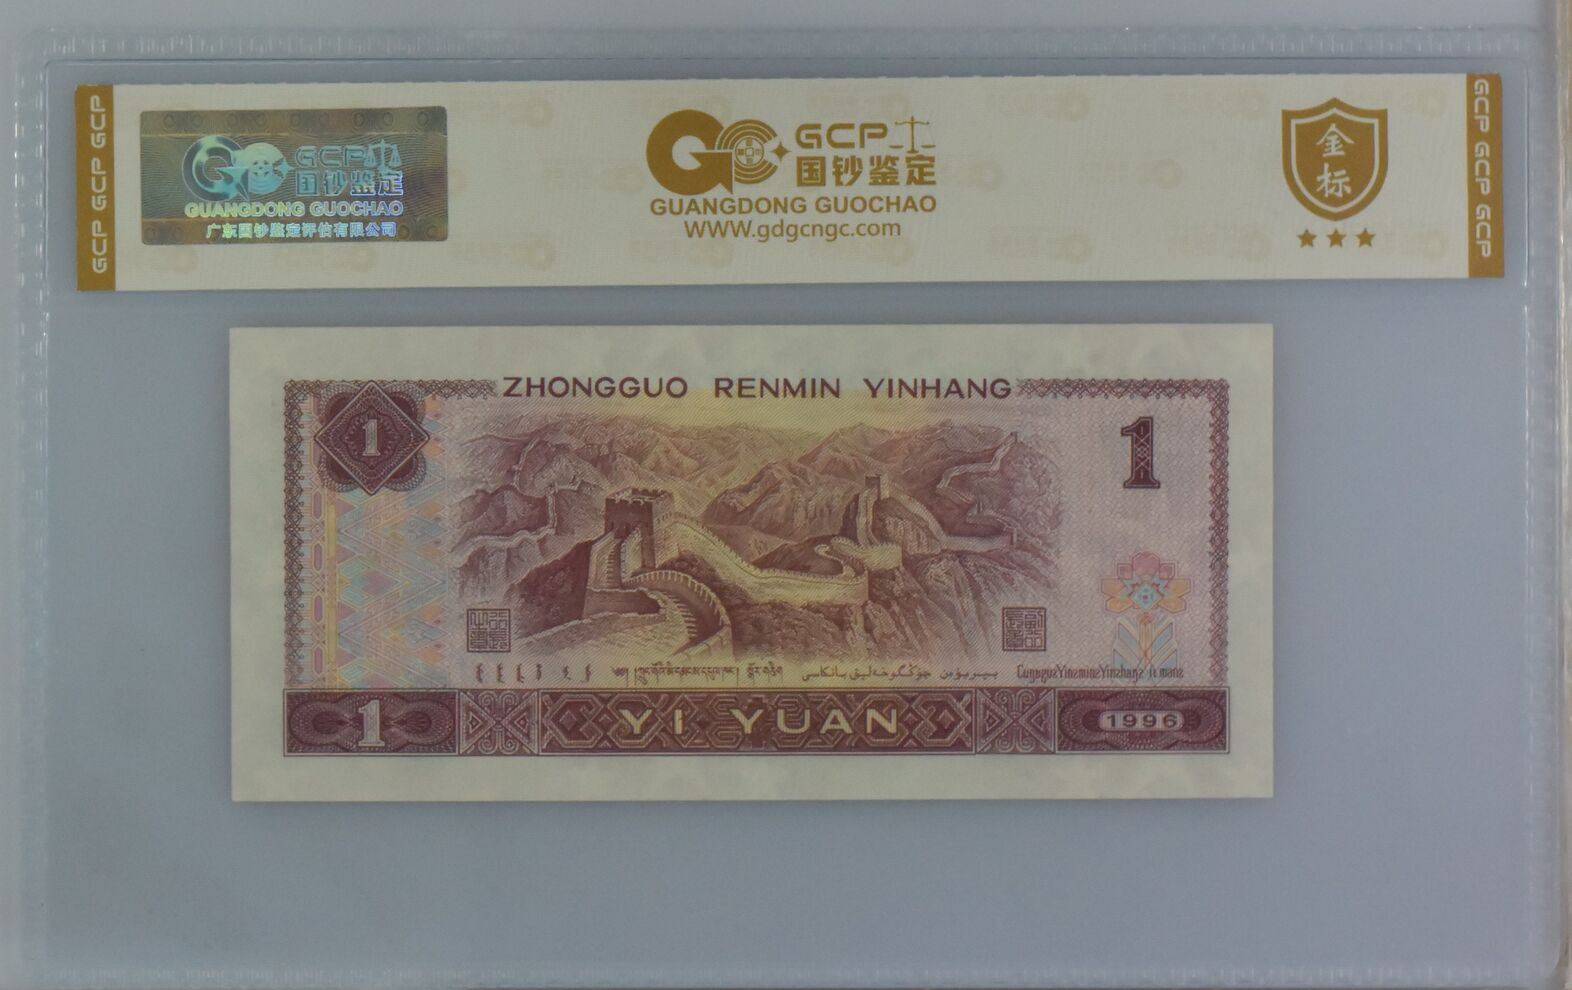 GCP GCP GCP
GCP 国钞鉴定
GUANGDONG GUOCHAO
广东国钞鉴定评估有限公司
GCP
国钞鉴定
GUANGDONG GUOCHAO
WWW.gdgcngc.com
金标
GCP GCP GCP
ZHONGGUO RENMIN YINHANG
1
1
1
YI YUAN
1996